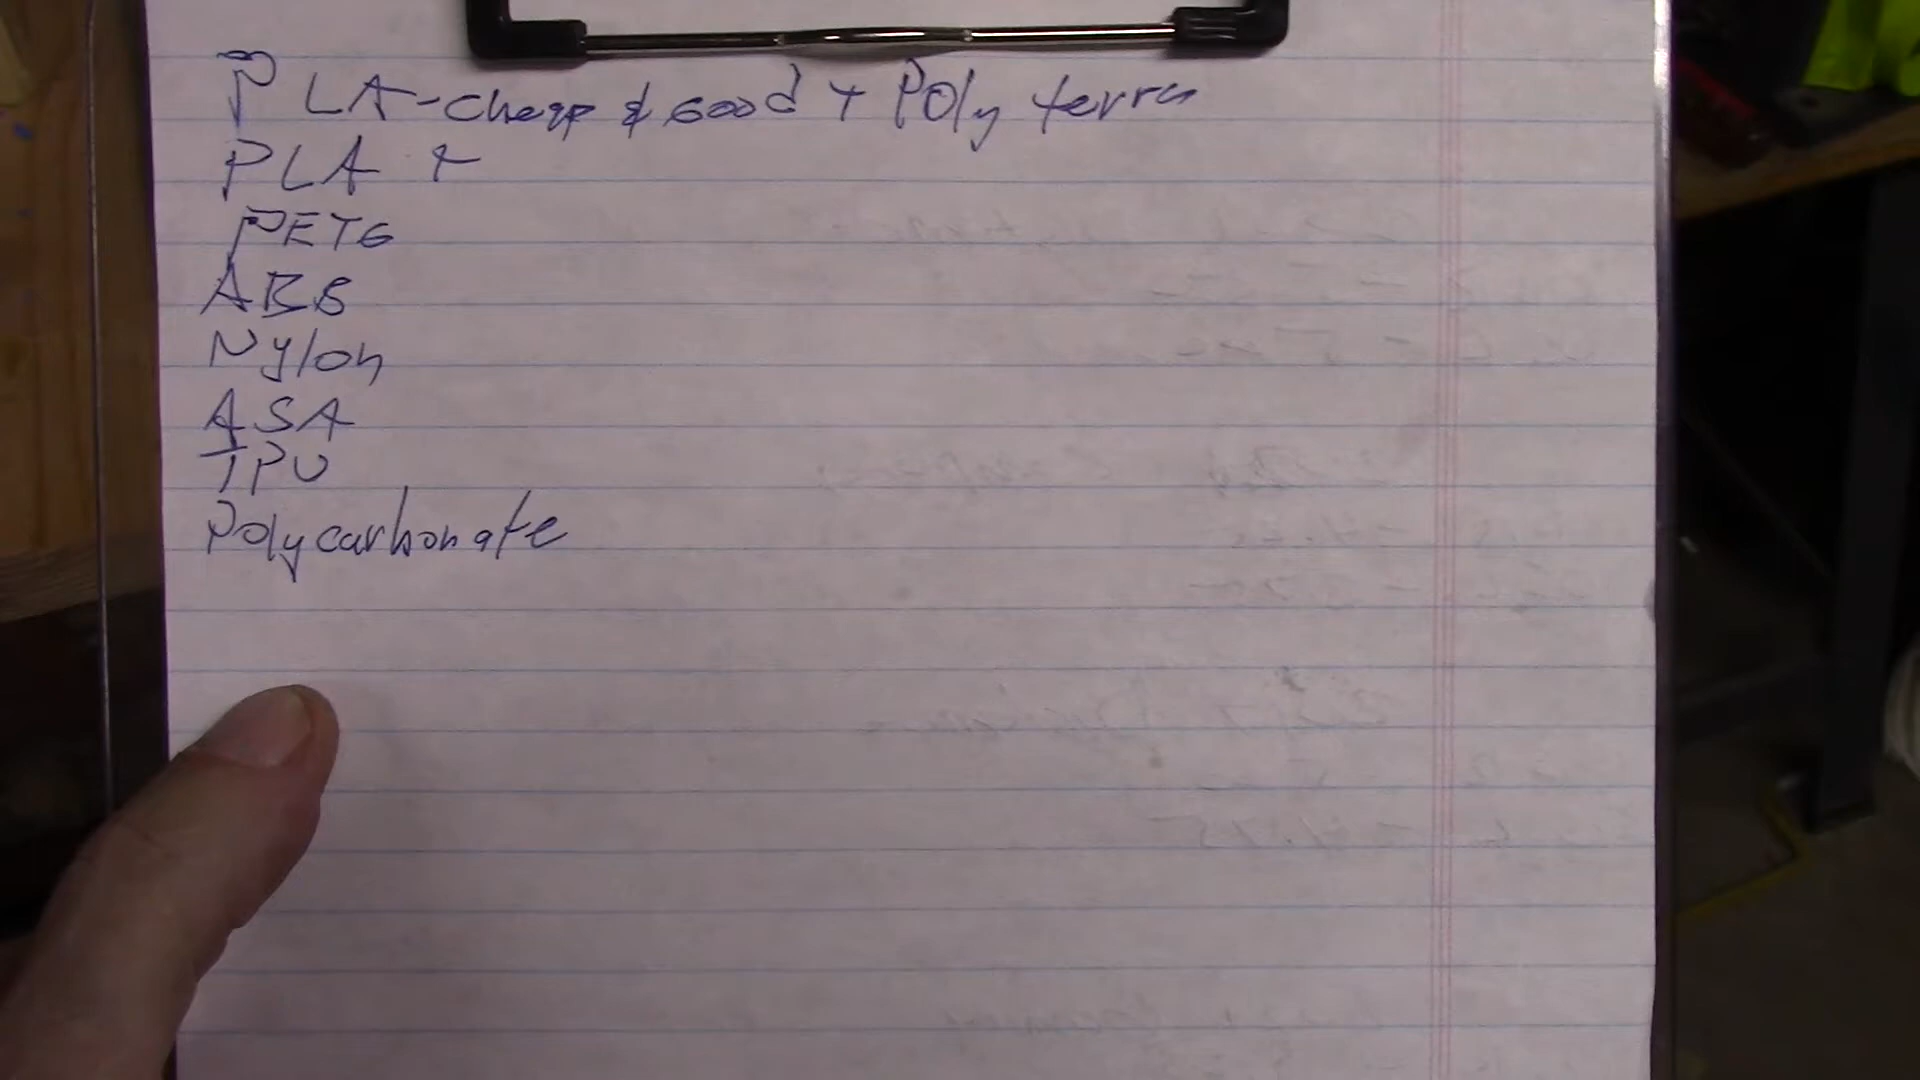 PLA - cheap & Good + Poly terra
PLA +
PETG
ABS
Nylon
ASA
TPU
Polycarbonate